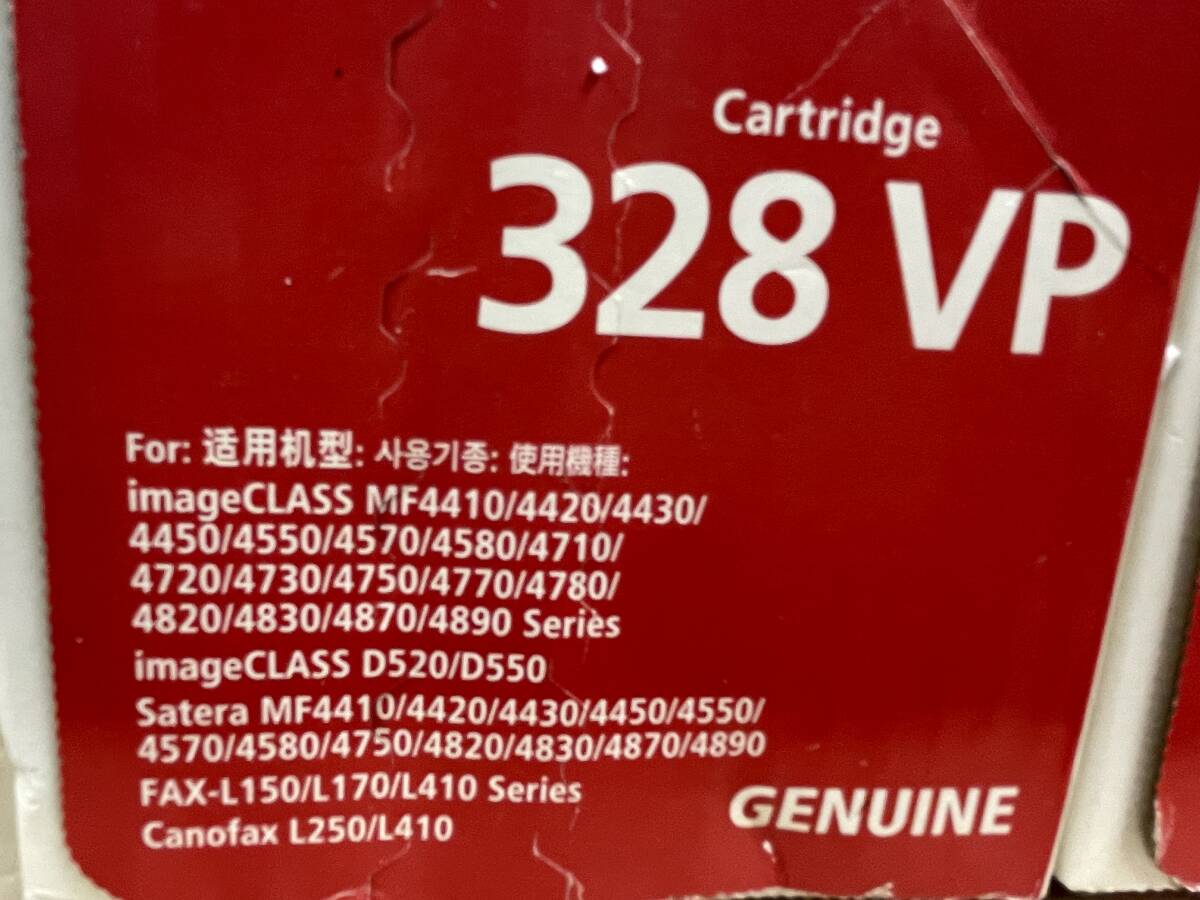 Cartridge
328 VP
For: 适用机型: 사용기종: 使用機種:
imageCLASS MF4410/4420/4430/
4450/4550/4570/4580/4710/
4720/4730/4750/4770/4780/
4820/4830/4870/4890 Series
imageCLASS D520/D550
Satera MF4410/4420/4430/4450/4550/
4570/4580/4750/4820/4830/4870/4890
FAX-L150/L170/L410 Series
Canofax L250/L410
GENUINE